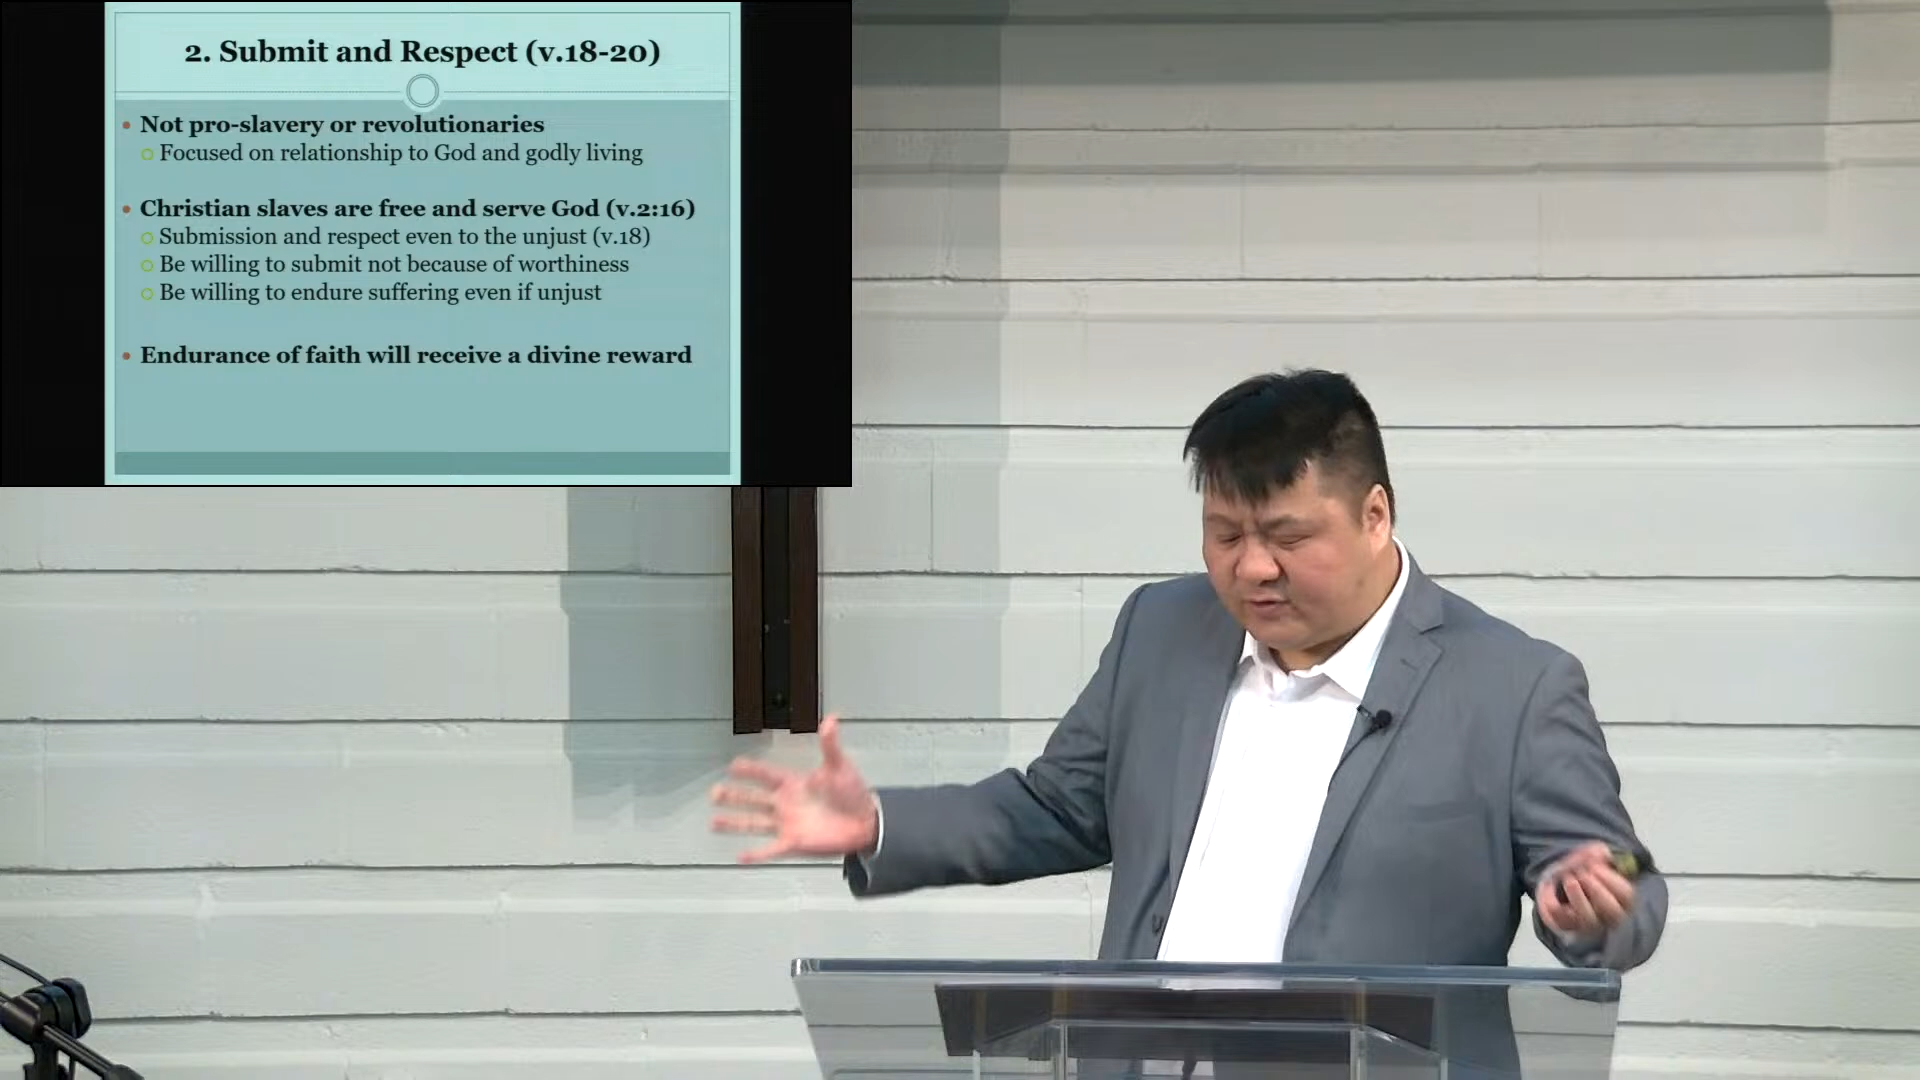 2. Submit and Respect (v.18-20)
Not pro-slavery or revolutionaries
Focused on relationship to God and godly living
Christian slaves are free and serve God (v.2:16)
Submission and respect even to the unjust (v.18)
Be willing to submit not because of worthiness
Be willing to endure suffering even if unjust
Endurance of faith will receive a divine reward